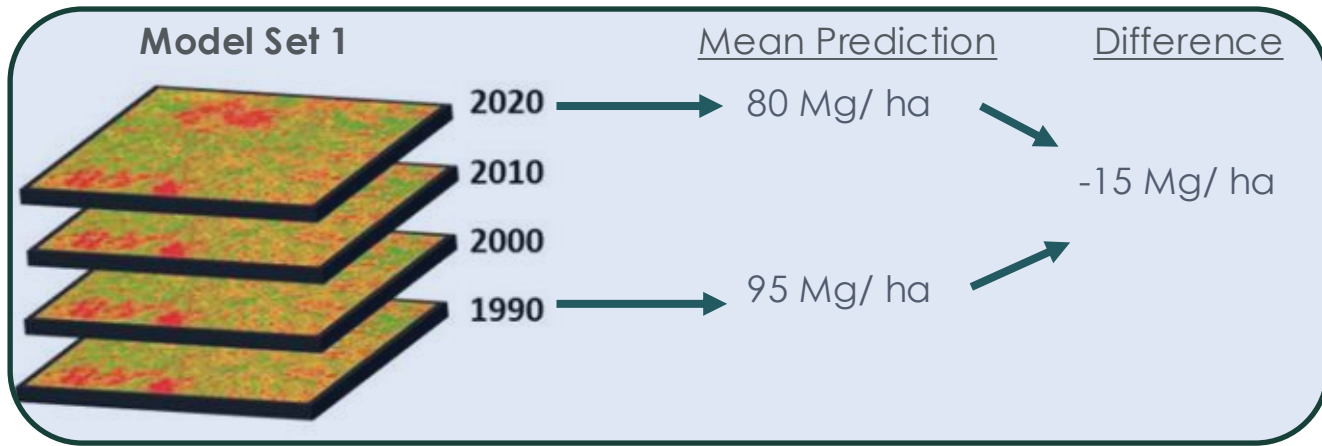 Model Set 1
Mean Prediction
Difference
2020
80 Mg/ ha
2010
-15 Mg/ ha
2000
95 Mg/ ha
1990